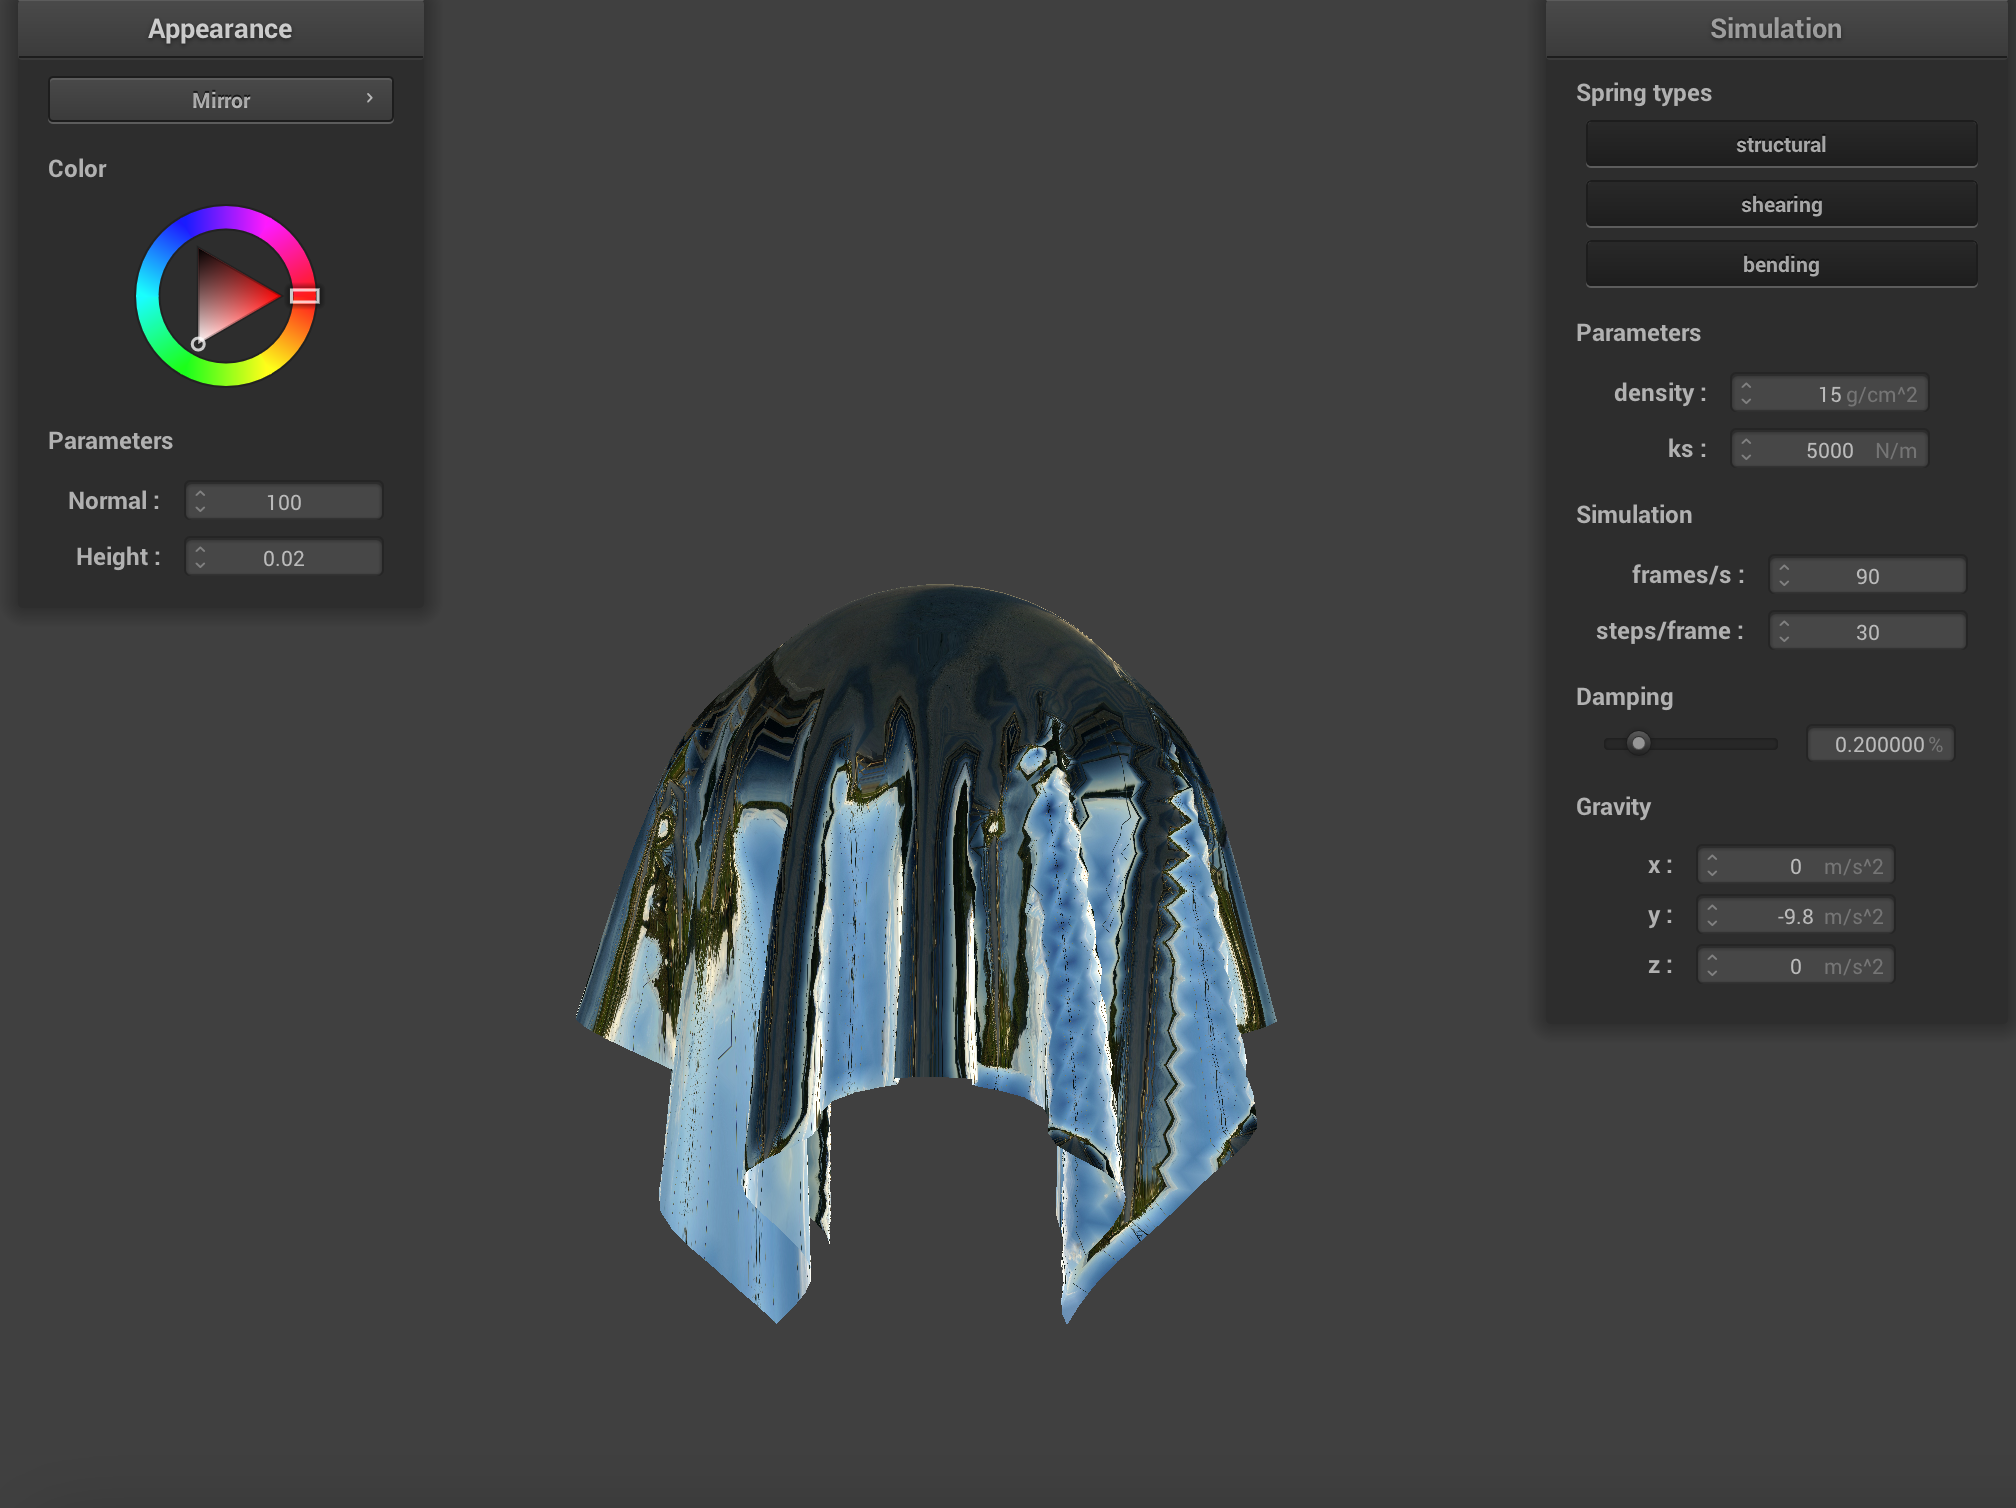 Appearance
Mirror
Color
Parameters
Normal : 100
Height : 0.02
Simulation
Spring types
structural
shearing
bending
Parameters
density : 15 g/cm^2
ks : 5000 N/m
Simulation
frames/s : 90
steps/frame : 30
Damping
0.200000 %
Gravity
x : 0 m/s^2
y : -9.8 m/s^2
z : 0 m/s^2